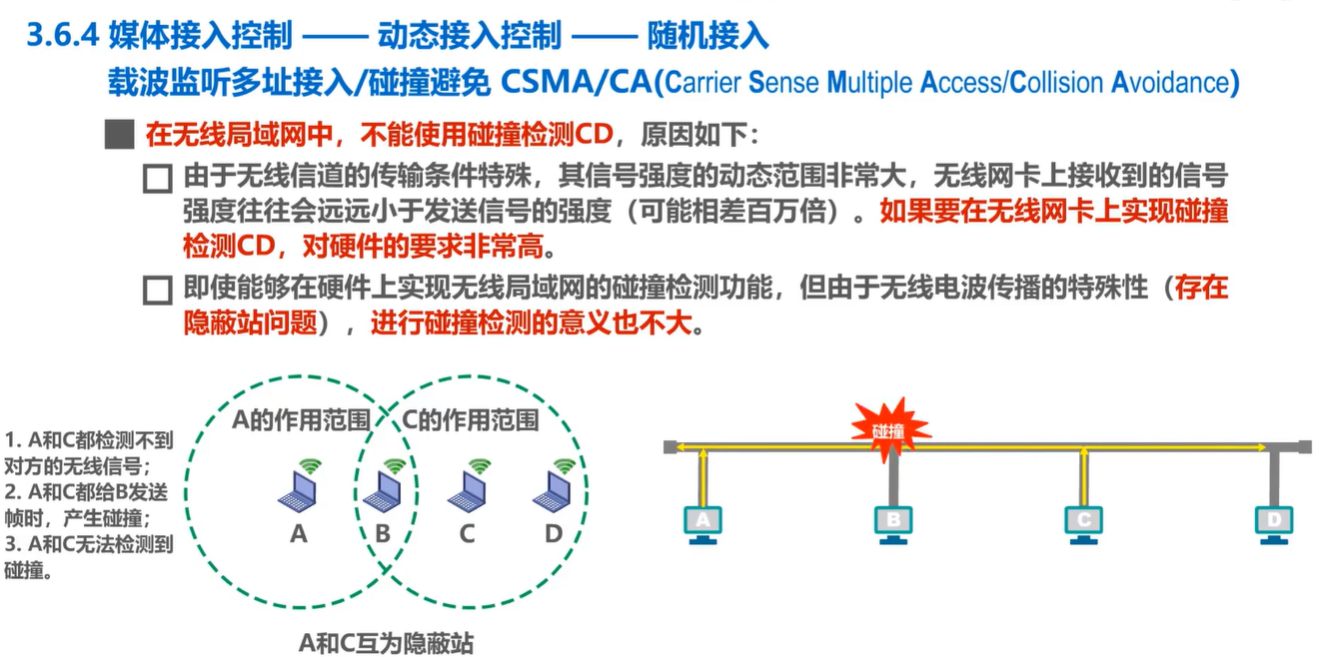 3.6.4 媒体接入控制 —— 动态接入控制 —— 随机接入
载波监听多址接入/碰撞避免 CSMA/CA(Carrier Sense Multiple Access/Collision Avoidance)
在无线局域网中，不能使用碰撞检测CD，原因如下：
由于无线信道的传输条件特殊，其信号强度的动态范围非常大，无线网卡上接收到的信号
强度往往会远远小于发送信号的强度（可能相差百万倍）。如果要在无线网卡上实现碰撞
检测CD，对硬件的要求非常高。
即使能够在硬件上实现无线局域网的碰撞检测功能，但由于无线电波传播的特殊性（存在
隐蔽站问题），进行碰撞检测的意义也不大。
1. A和C都检测不到
对方的无线信号；
2. A和C都给B发送
帧时，产生碰撞；
3. A和C无法检测到
碰撞。
A的作用范围 C的作用范围
A B C D
A和C互为隐蔽站
碰撞
A B C D